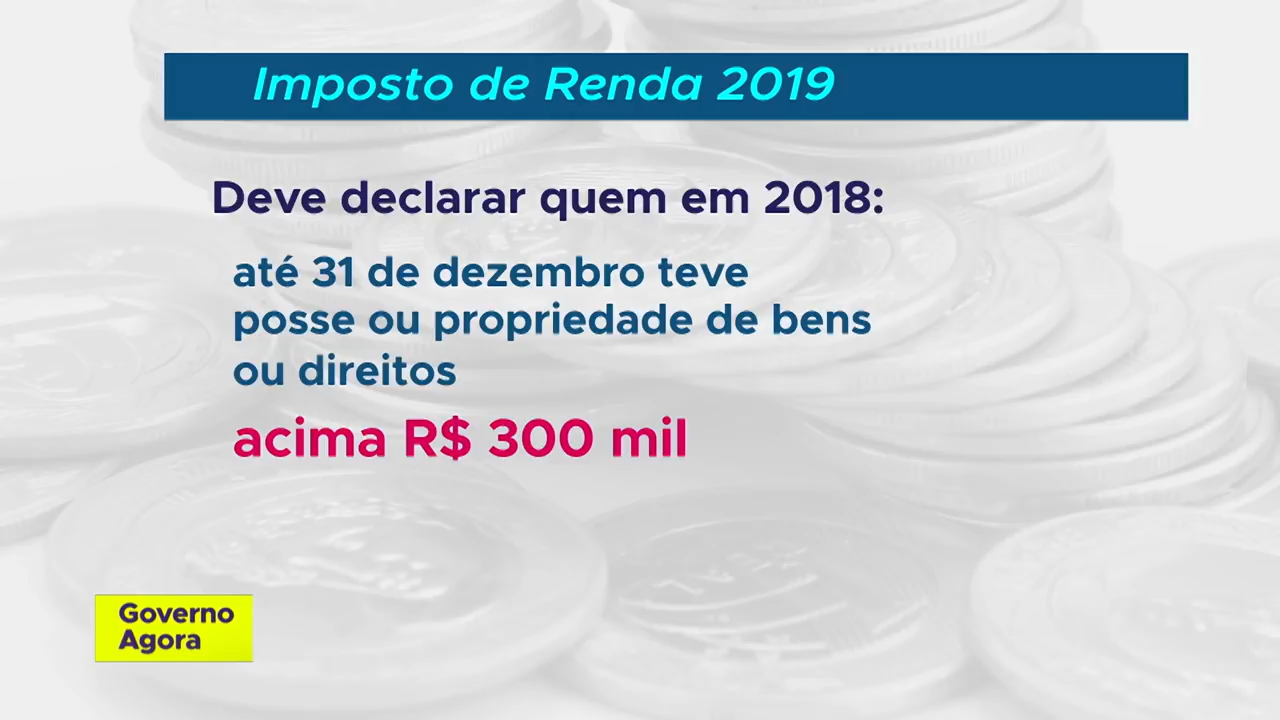 Imposto de Renda 2019
Deve declarar quem em 2018:
até 31 de dezembro teve
posse ou propriedade de bens
ou direitos
acima R$ 300 mil
Governo
Agora